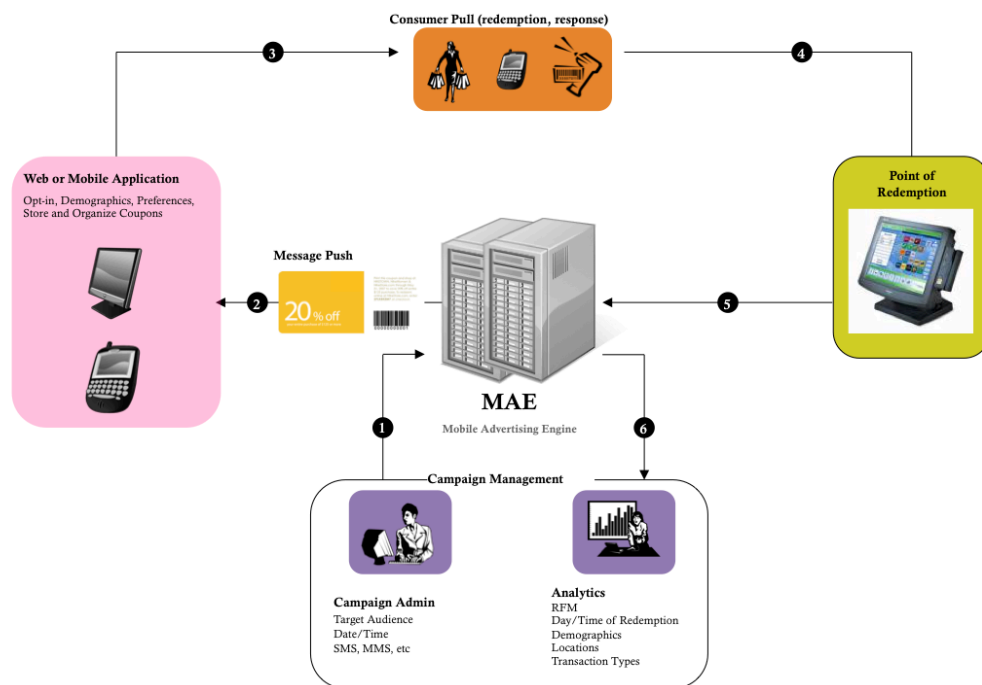 Consumer Pull (redemption, response)
3
4
Web or Mobile Application
Opt-in, Demographics, Preferences,
Store and Organize Coupons
Point of
Redemption
Message Push
20 % off
2
5
MAE
Mobile Advertising Engine
1
6
Campaign Management
Campaign Admin
Target Audience
Date/Time
SMS, MMS, etc
Analytics
RFM
Day/Time of Redemption
Demographics
Locations
Transaction Types